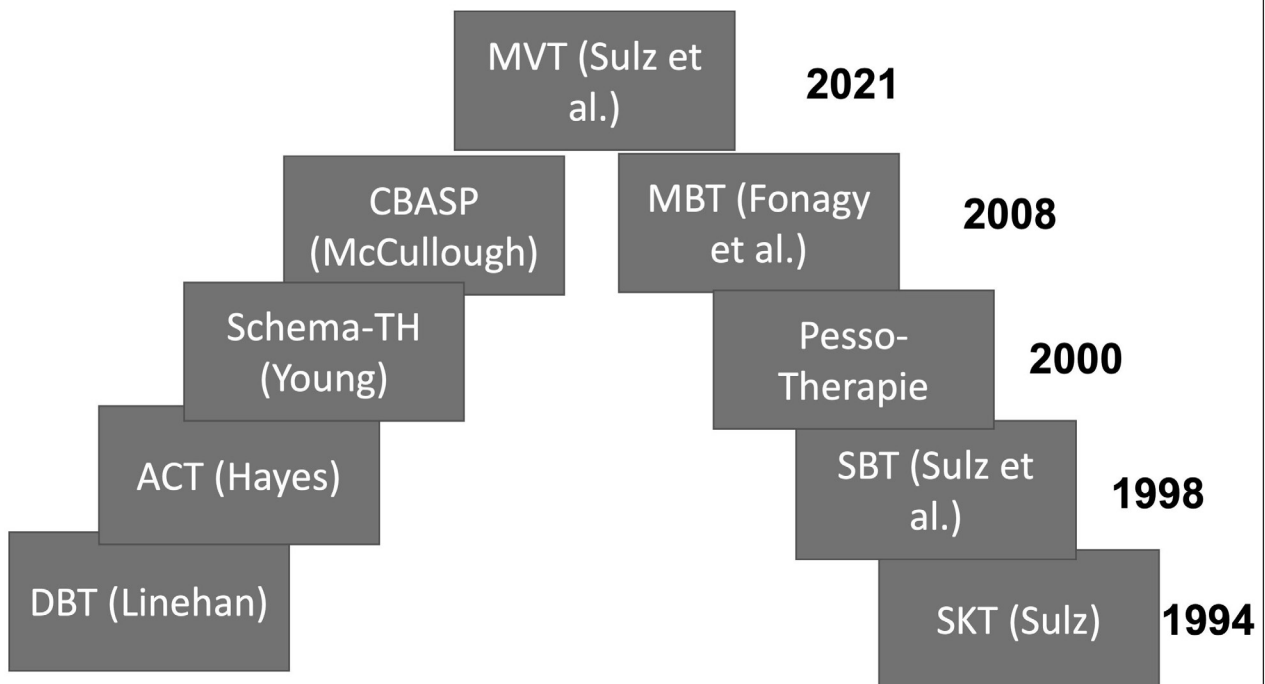 MVT (Sulz et
al.)
2021
CBASP
(McCullough)
MBT (Fonagy
et al.)
2008
Schema-TH
(Young)
Pesso-
Therapie
2000
ACT (Hayes)
SBT (Sulz et
al.)
1998
DBT (Linehan)
SKT (Sulz)
1994